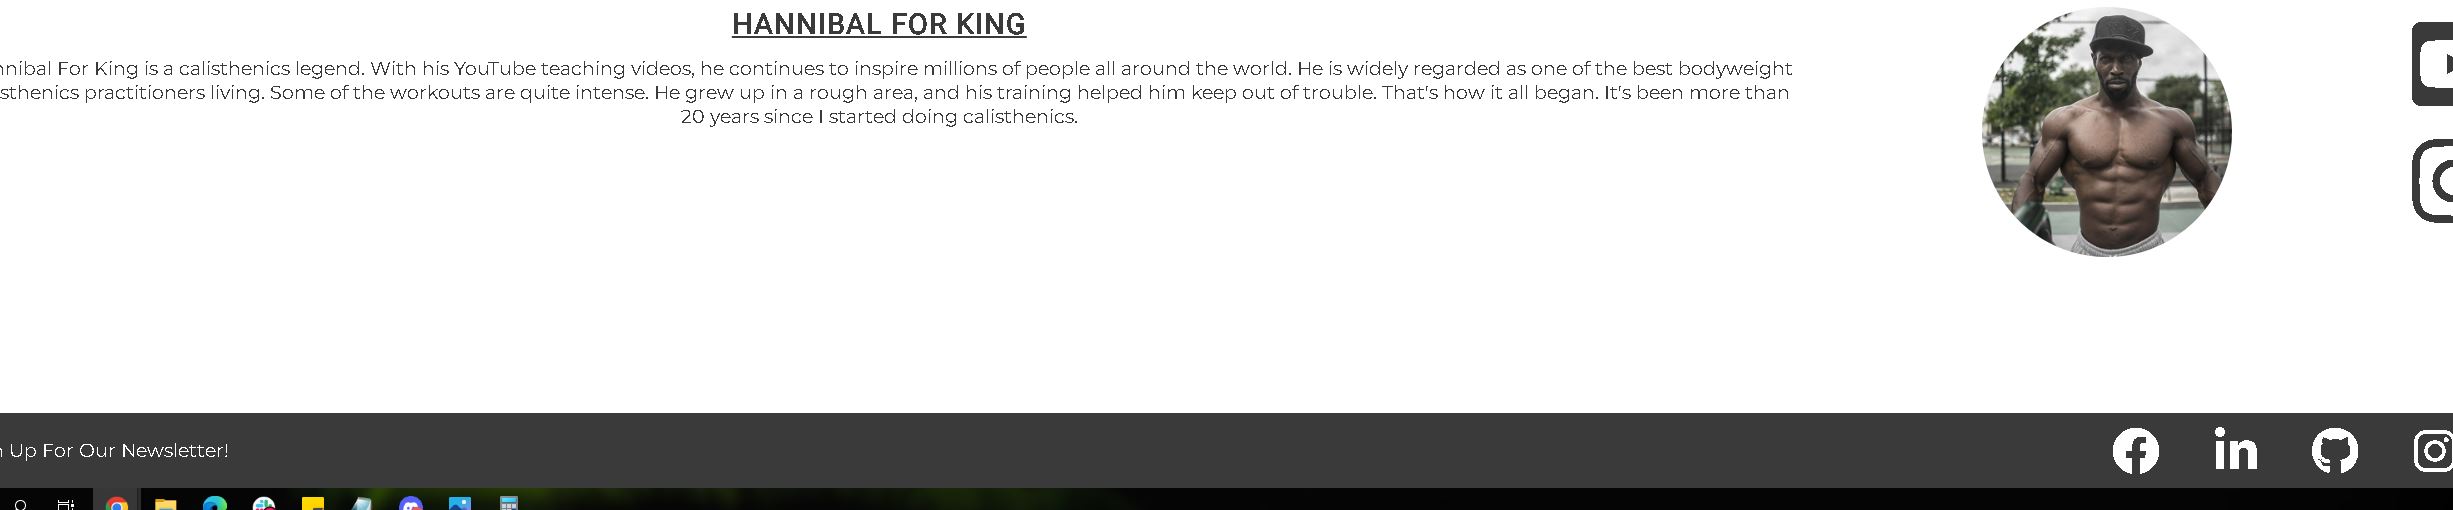 HANNIBAL FOR KING
nnibal For King is a calisthenics legend. With his YouTube teaching videos, he continues to inspire millions of people all around the world. He is widely regarded as one of the best bodyweight
sthenics practitioners living. Some of the workouts are quite intense. He grew up in a rough area, and his training helped him keep out of trouble. That's how it all began. It's been more than
20 years since I started doing calisthenics.
Up For Our Newsletter!